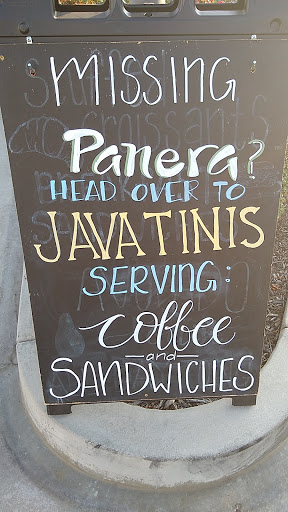 MISSING
Panera?
HEAD OVER TO
JAVATINIS
SERVING:
coffee
—and—
SANDWICHES